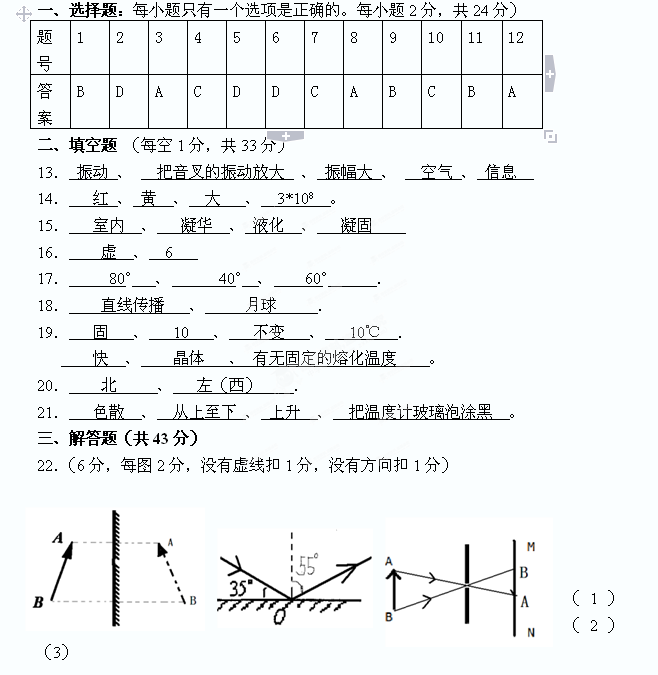 一、选择题：每小题只有一个选项是正确的。每小题2分，共24分）
题号 1 2 3 4 5 6 7 8 9 10 11 12
答案 B D A C D D C A B C B A
二、填空题 （每空1分，共33分）
13. 振动 、 把音叉的振动放大 、 振幅大 、 空气 、 信息
14. 红 、 黄 、 大 、 3*10⁸ 。
15. 室内 、 凝华 、 液化 、 凝固
16. 虚 、 6
17. 80° 、 40° 、 60° .
18. 直线传播 、 月球 .
19. 固 、 10 、 不变 、 10℃ .
快 、 晶体 、 有无固定的熔化温度 。
20. 北 、 左（西） .
21. 色散 、 从上至下 、 上升 、 把温度计玻璃泡涂黑 。
三、解答题（共43分）
22.（6分，每图2分，没有虚线扣1分，没有方向扣1分）
A A
B B
35° 55°
O
A B M
B A N
（ 1 ）
（ 2 ）
（3）